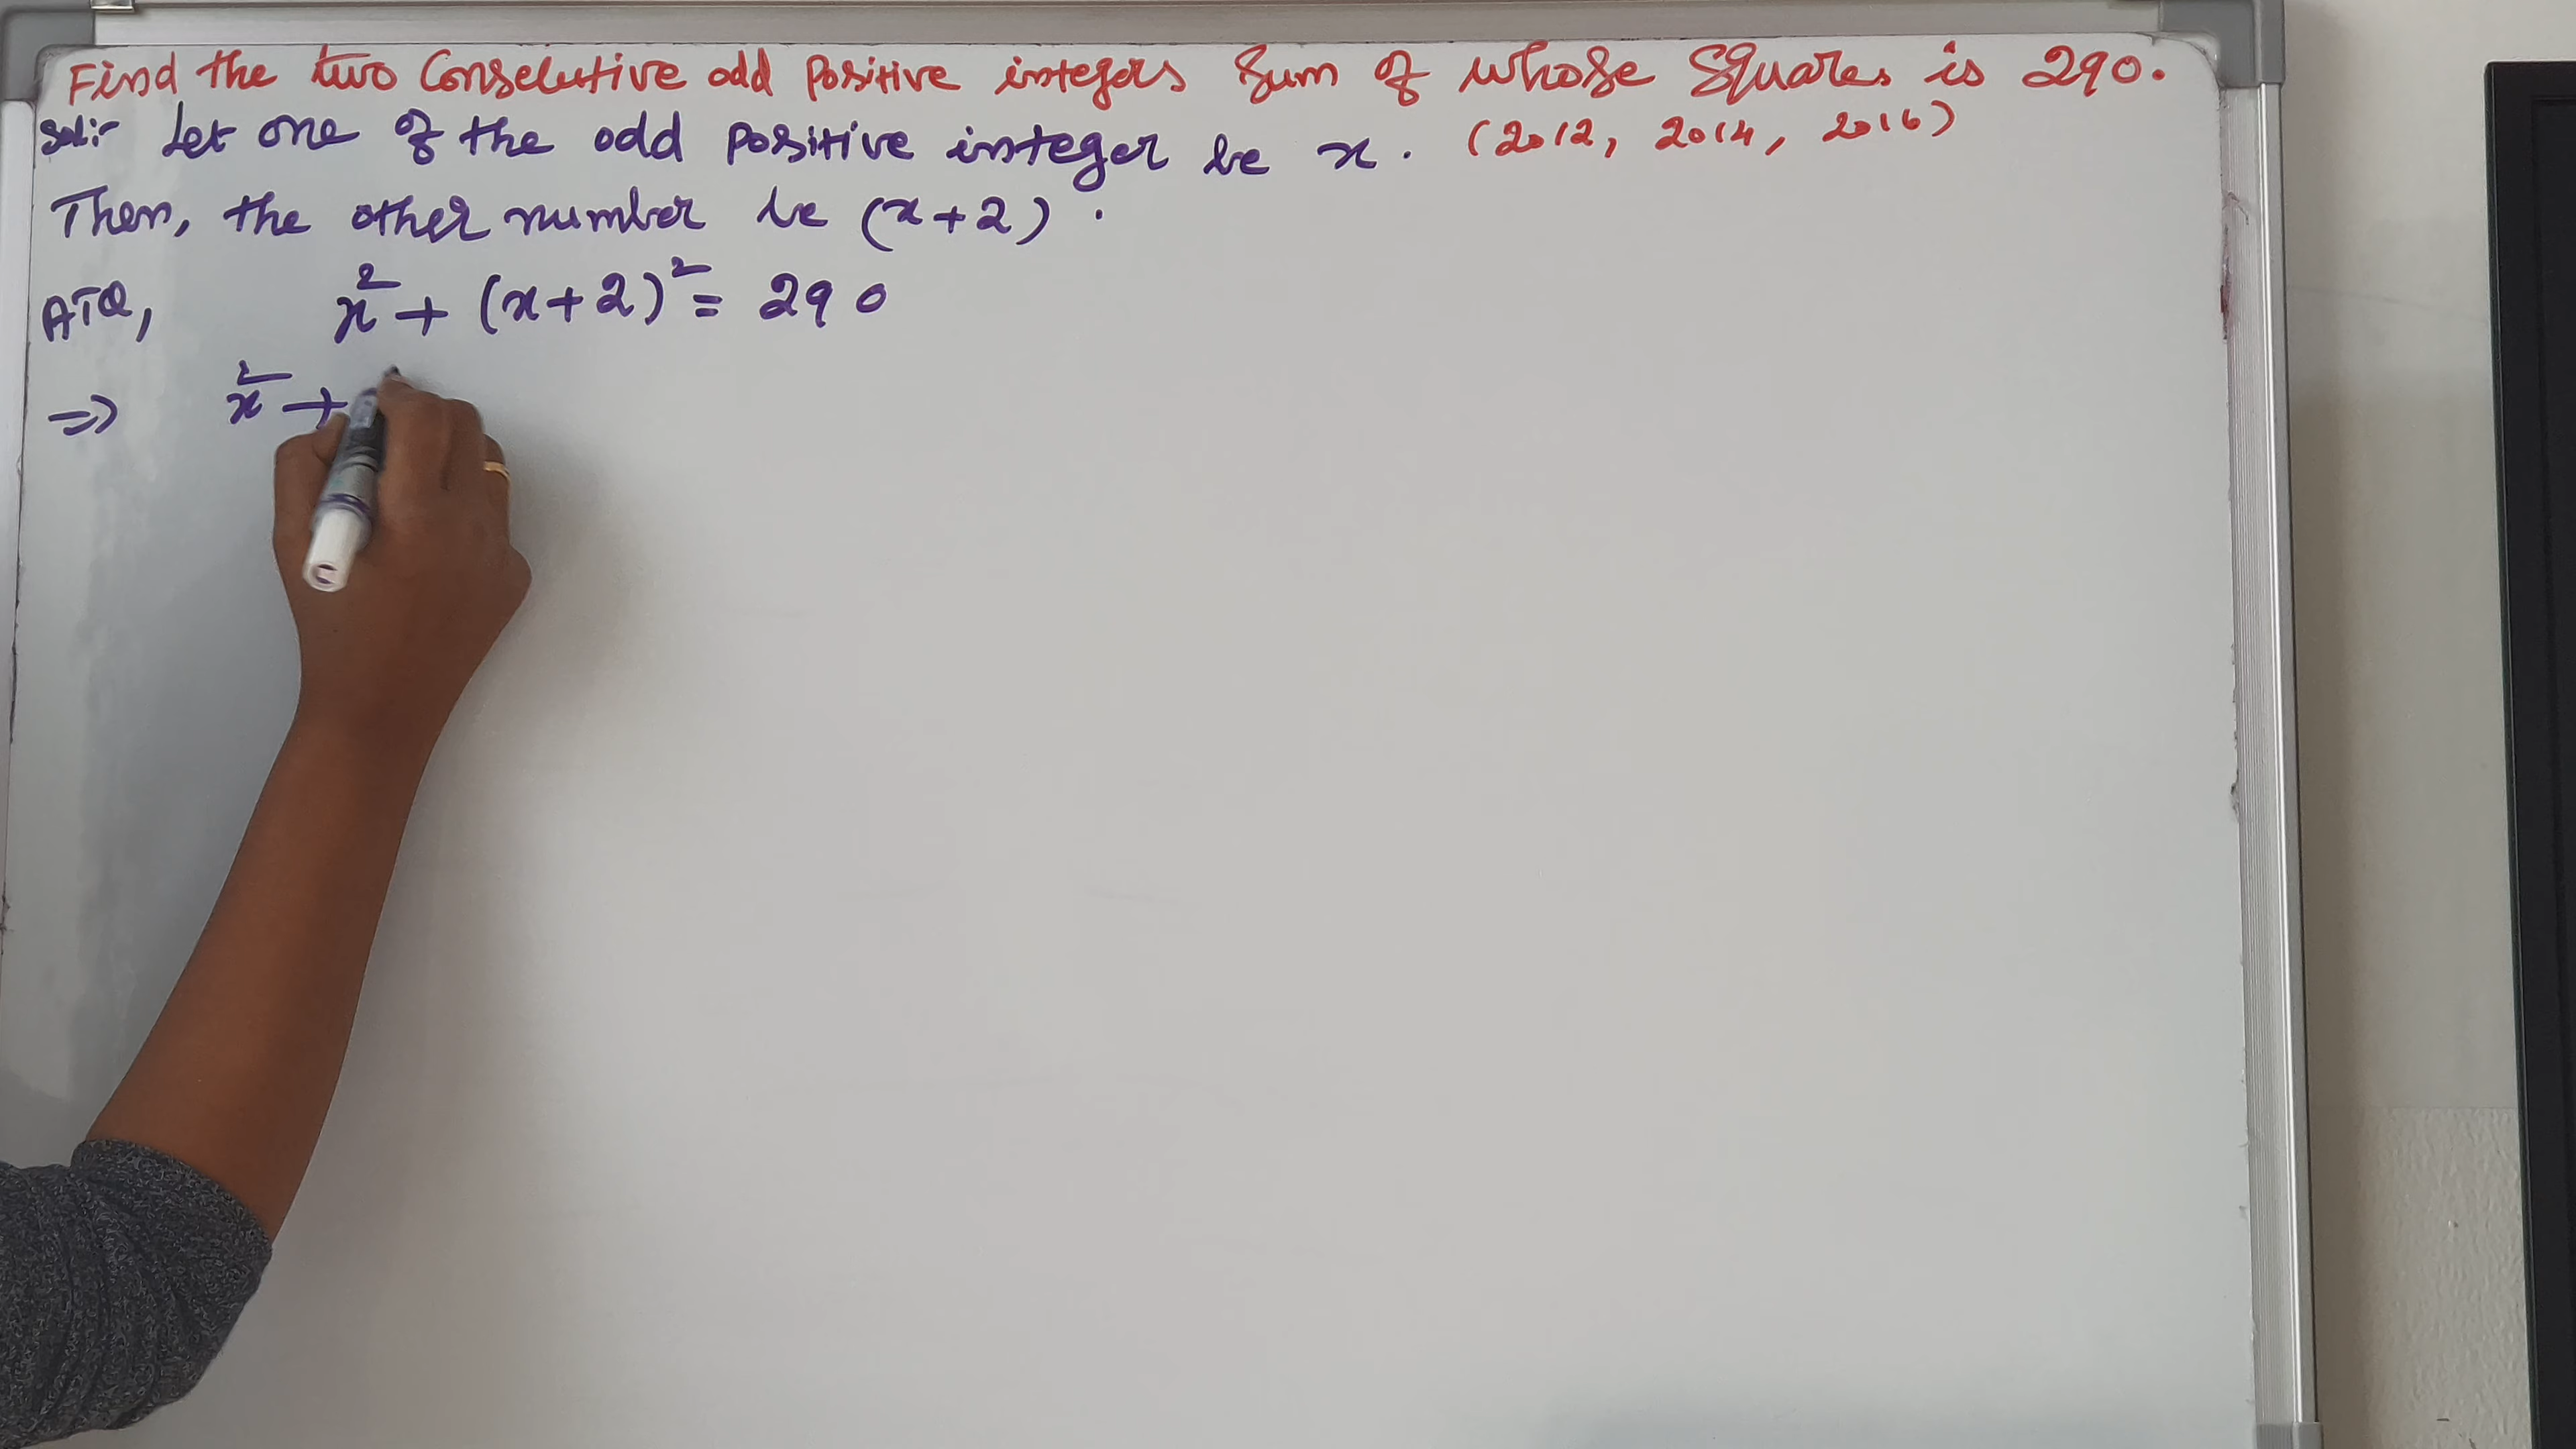 Find the two Consecutive odd Positive integers Sum of whose Squares is 290.
(2012, 2014, 2016)
Sol:- Let one of the odd positive integer be x.
Then, the other number be (x+2).
ATQ, x² + (x+2)² = 290
⇒ x² +